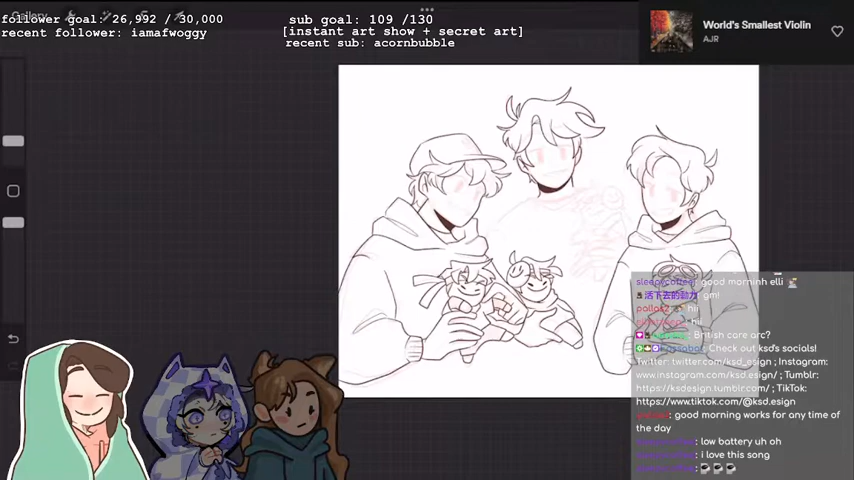 Gallery
follower goal: 26,992 / 30,000
recent follower: iamafwoggy
sub goal: 109 /130
[instant art show + secret art]
recent sub: acornbubble
World's Smallest Violin
AJR
good morninh elli
gm!
hii
hii
British core arc?
Check out ksd's socials!
Twitter: twitter.com/ksd_esign ; Instagram:
www.instagram.com/ksd.esign/ ; Tumblr:
https://ksdesign.tumblr.com/ ; TikTok:
https://www.tiktok.com/@ksd.esign
good morning works for any time of
the day
low battery uh oh
i love this song